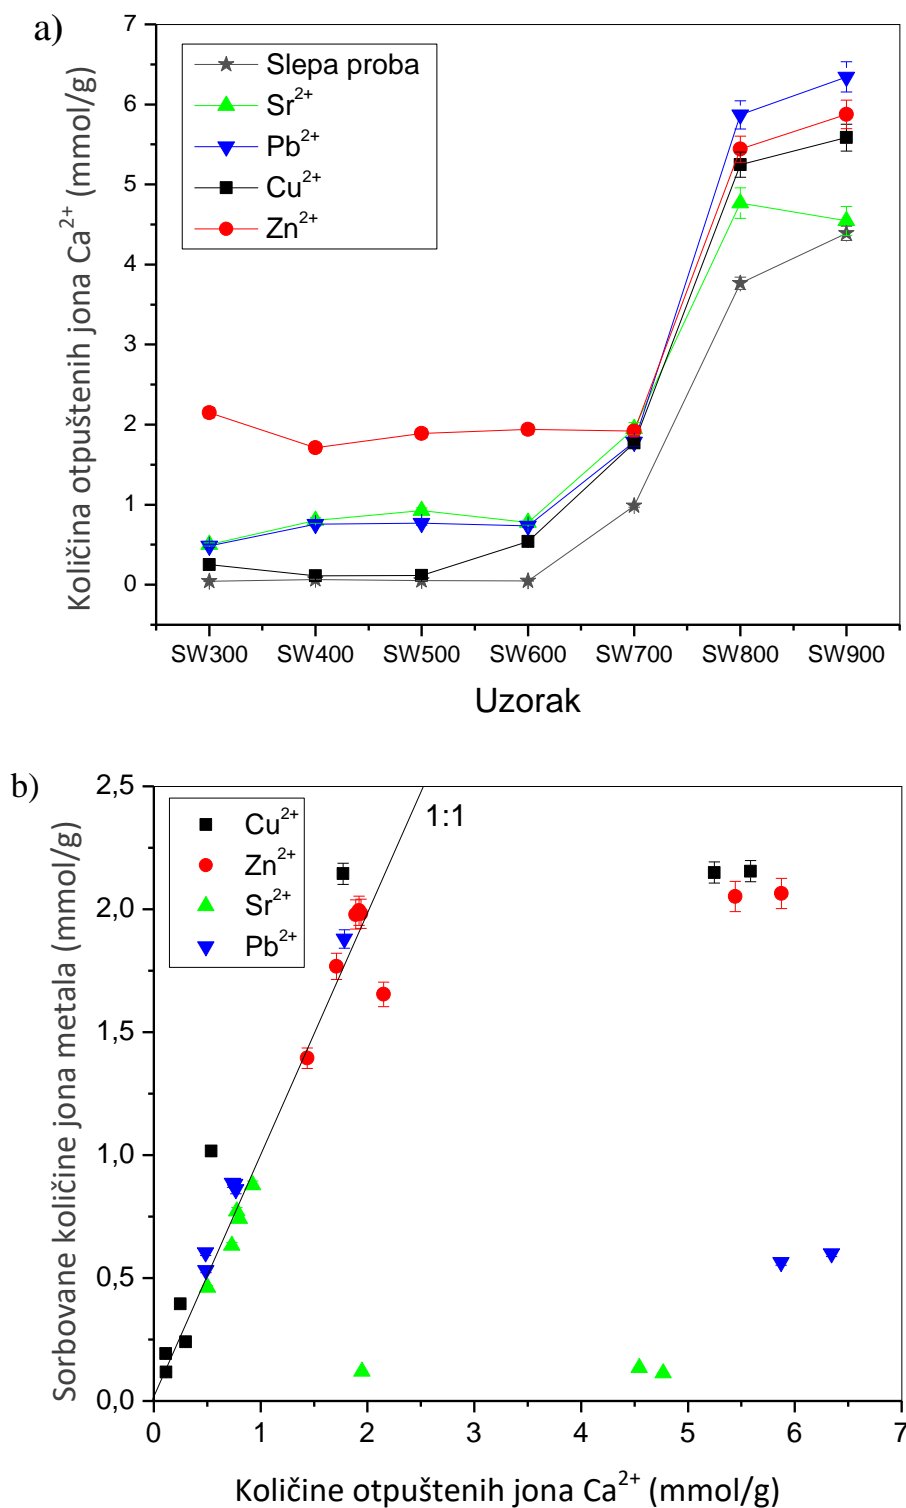 a)
Količina otpuštenih jona Ca²⁺ (mmol/g)
7
6
5
4
3
2
1
0
Slepa proba
Sr²⁺
Pb²⁺
Cu²⁺
Zn²⁺
SW300 SW400 SW500 SW600 SW700 SW800 SW900
Uzorak
b)
Sorbovane količine jona metala (mmol/g)
2,5
2,0
1,5
1,0
0,5
0,0
Cu²⁺
Zn²⁺
Sr²⁺
Pb²⁺
1:1
0 1 2 3 4 5 6 7
Količine otpuštenih jona Ca²⁺ (mmol/g)